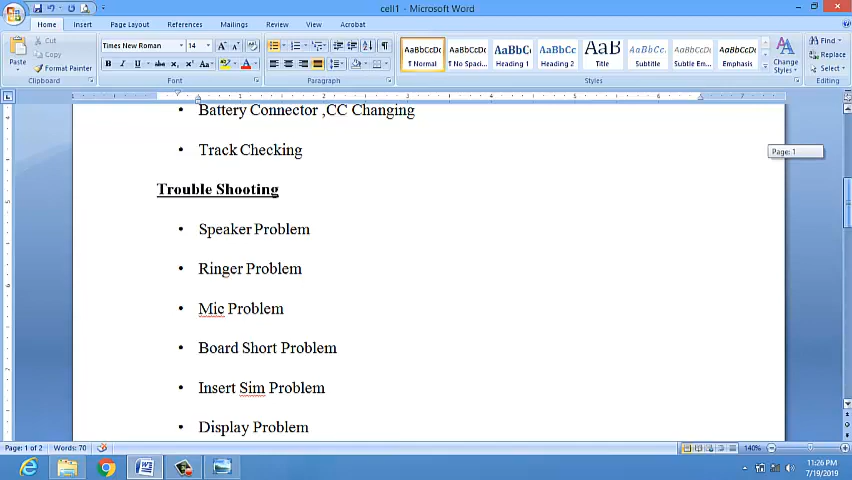 cell1 - Microsoft Word
Home Insert Page Layout References Mailings Review View Acrobat
Paste
Cut
Copy
Format Painter
Clipboard
Times New Roman 14
Font
Paragraph
AaBbCcDc AaBbCcDc AaBbC AaBbCc AaB AaBbCc. AaBbCcDc AaBbCcDc
¶ Normal ¶ No Spaci... Heading 1 Heading 2 Title Subtitle Subtle Em... Emphasis
Change Styles
Styles
Find
Replace
Select
Editing
Page: 1
• Battery Connector ,CC Changing
• Track Checking
Trouble Shooting
• Speaker Problem
• Ringer Problem
• Mic Problem
• Board Short Problem
• Insert Sim Problem
• Display Problem
Page: 1 of 2 Words: 70 140%
11:26 PM
7/19/2019